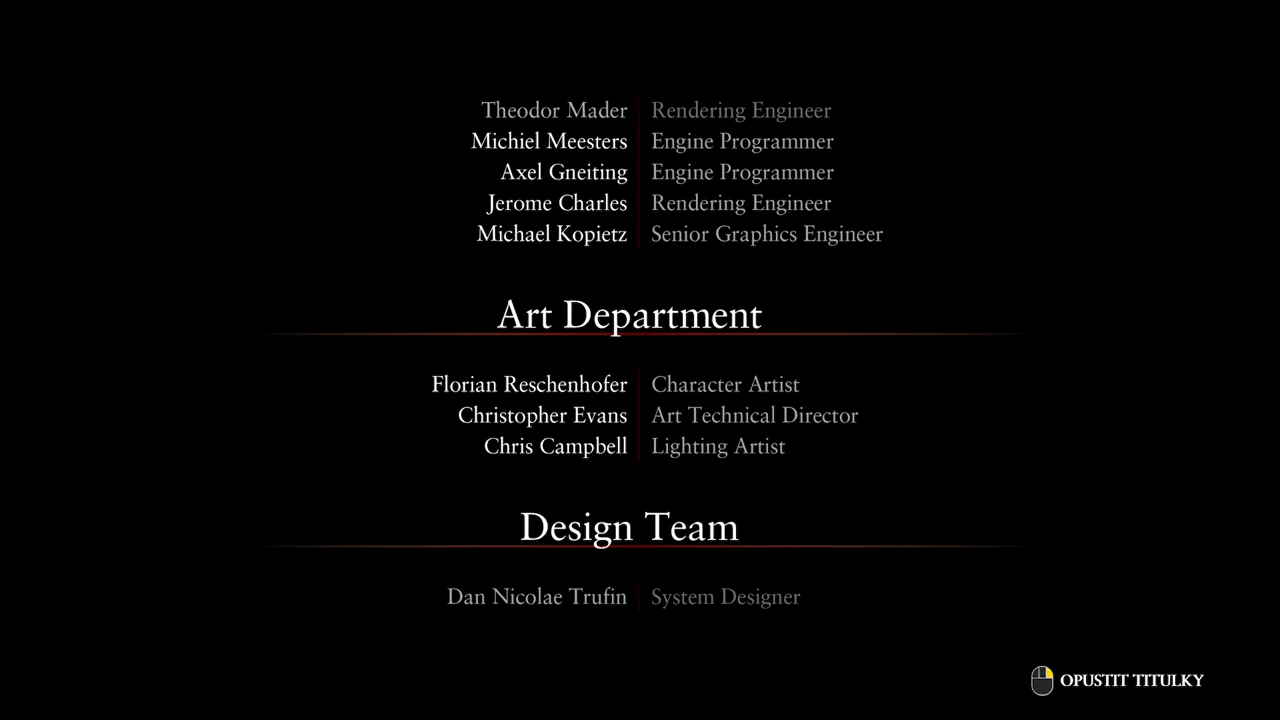 Theodor Mader Rendering Engineer
Michiel Meesters Engine Programmer
Axel Gneiting Engine Programmer
Jerome Charles Rendering Engineer
Michael Kopietz Senior Graphics Engineer
Art Department
Florian Reschenhofer Character Artist
Christopher Evans Art Technical Director
Chris Campbell Lighting Artist
Design Team
Dan Nicolae Trufin System Designer
OPUSTIT TITULKY